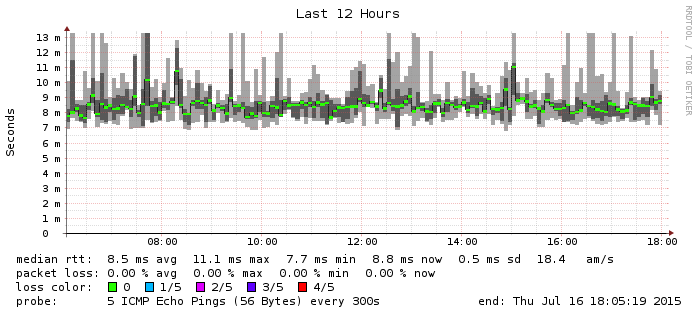 Last 12 Hours
RRDTOOL / TOBI OETIKER
Seconds
13 m
12 m
11 m
10 m
9 m
8 m
7 m
6 m
5 m
4 m
3 m
2 m
1 m
0
08:00 10:00 12:00 14:00 16:00 18:00
median rtt: 8.5 ms avg 11.1 ms max 7.7 ms min 8.8 ms now 0.5 ms sd 18.4 am/s
packet loss: 0.00 % avg 0.00 % max 0.00 % min 0.00 % now
loss color: 0 1/5 2/5 3/5 4/5
probe: 5 ICMP Echo Pings (56 Bytes) every 300s end: Thu Jul 16 18:05:19 2015